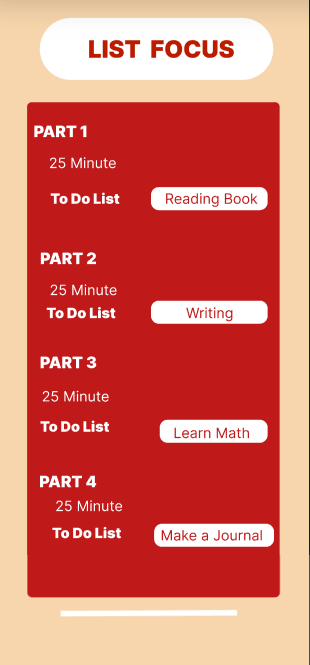 LIST FOCUS
PART 1
25 Minute
To Do List Reading Book
PART 2
25 Minute
To Do List Writing
PART 3
25 Minute
To Do List Learn Math
PART 4
25 Minute
To Do List Make a Journal